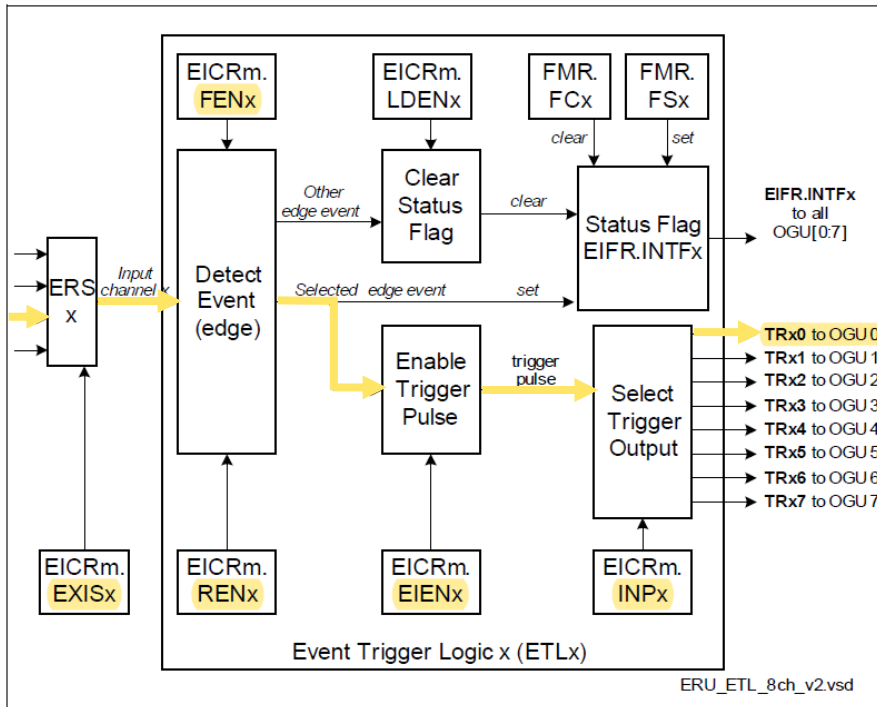 EICRm.
FENx
EICRm.
LDENx
FMR.
FCx
FMR.
FSx
clear
set
Other
edge event
Clear
Status
Flag
clear
Status Flag
EIFR.INTFx
EIFR.INTFx
to all
OGU[0:7]
ERS
x
Input
channel x
Detect
Event
(edge)
Selected edge event
set
Enable
Trigger
Pulse
trigger
pulse
Select
Trigger
Output
TRx0 to OGU 0
TRx1 to OGU 1
TRx2 to OGU 2
TRx3 to OGU 3
TRx4 to OGU 4
TRx5 to OGU 5
TRx6 to OGU 6
TRx7 to OGU 7
EICRm.
EXISx
EICRm.
RENx
EICRm.
EIENx
EICRm.
INPx
Event Trigger Logic x (ETLx)
ERU_ETL_8ch_v2.vsd